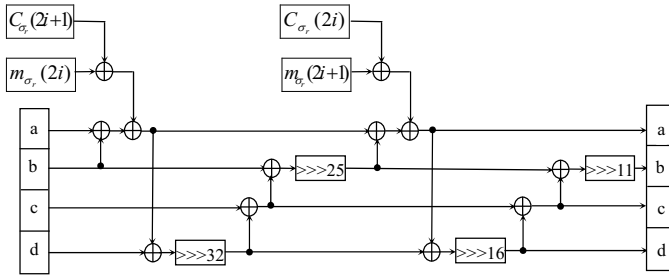 C_{σ_r}(2i+1) C_{σ_r}(2i)
m_{σ_r}(2i) m_{σ_r}(2i+1)
a a
b >>>25 >>>11 b
c c
d >>>32 >>>16 d